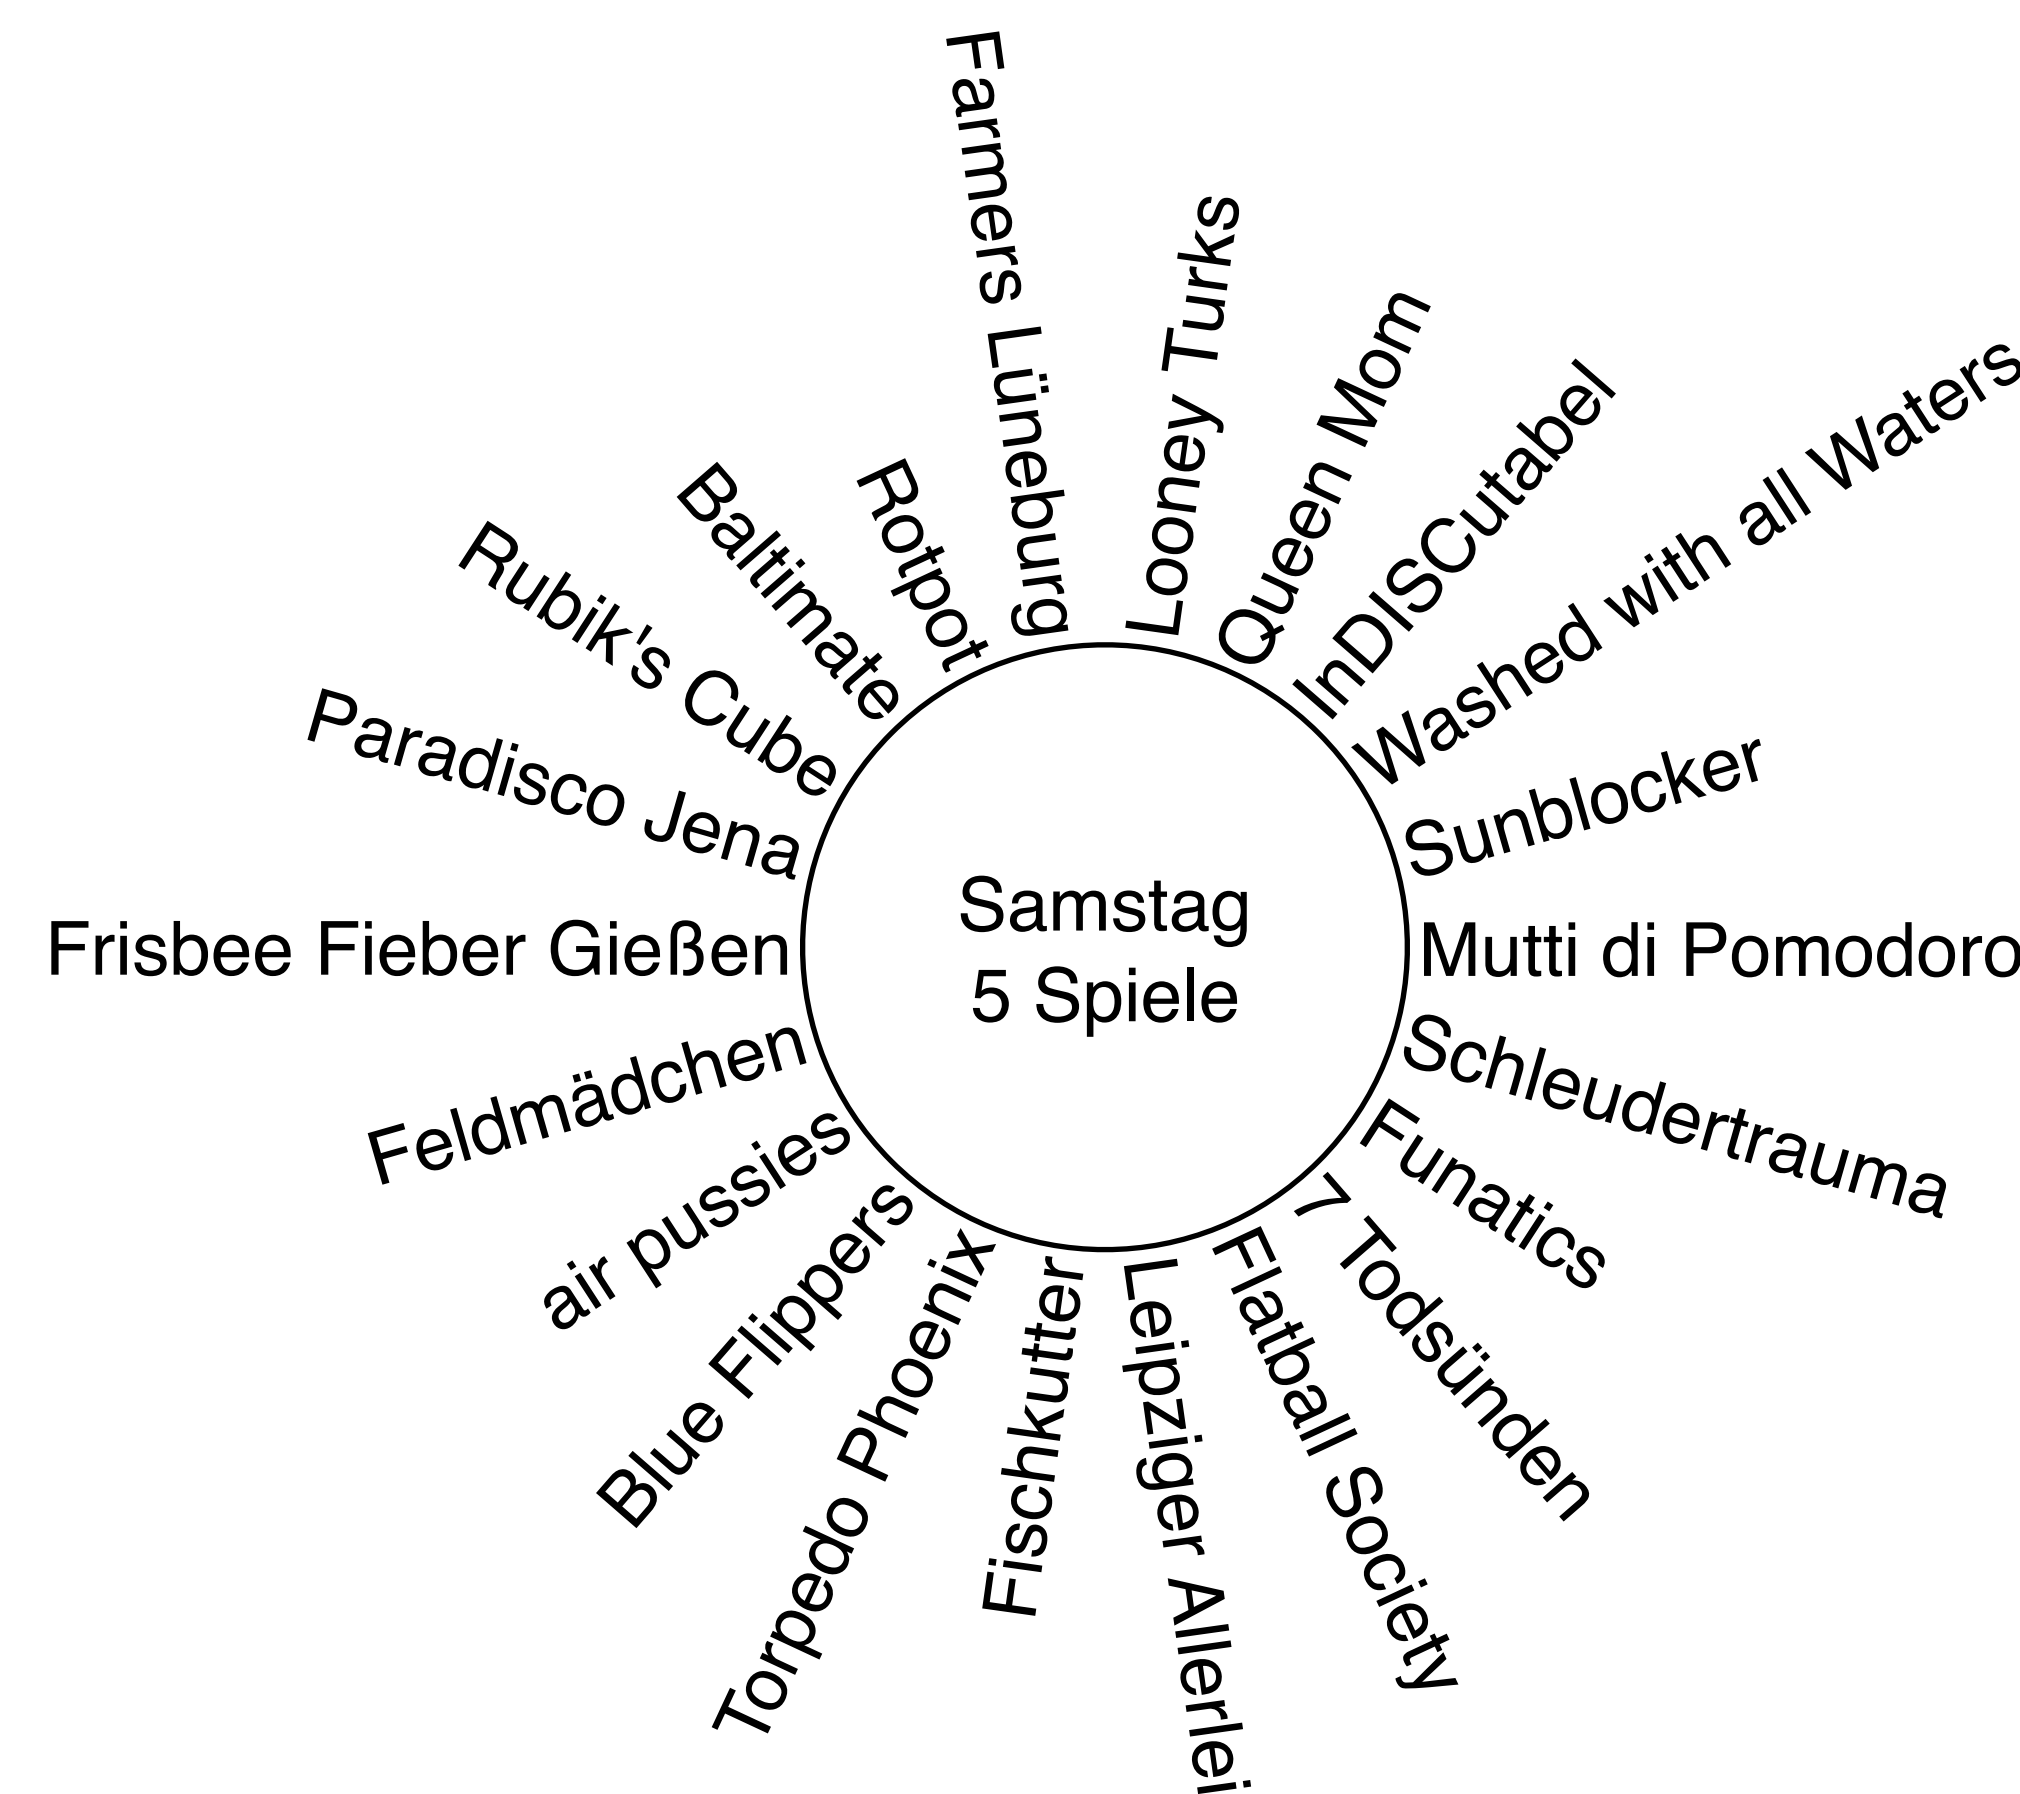 Samstag
5 Spiele
Farmers Lüneburg
Looney Turks
Queen Mom
InDISCutabel
Washed with all Waters
Sunblocker
Mutti di Pomodoro
Schleudertrauma
Funatics
7 Todsünden
Flatball Society
Leipziger Allerlei
Fischkutter
Torpedo Phoenix
Blue Flippers
air pussies
Feldmädchen
Frisbee Fieber Gießen
Paradisco Jena
Rubik's Cube
Baltimate
Rotpot